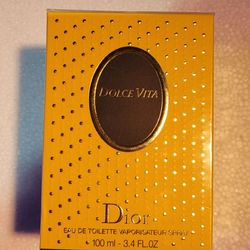 DOLCE VITA
Dior
EAU DE TOILETTE VAPORISATEUR SPRAY
100 ml - 3.4 FL.OZ